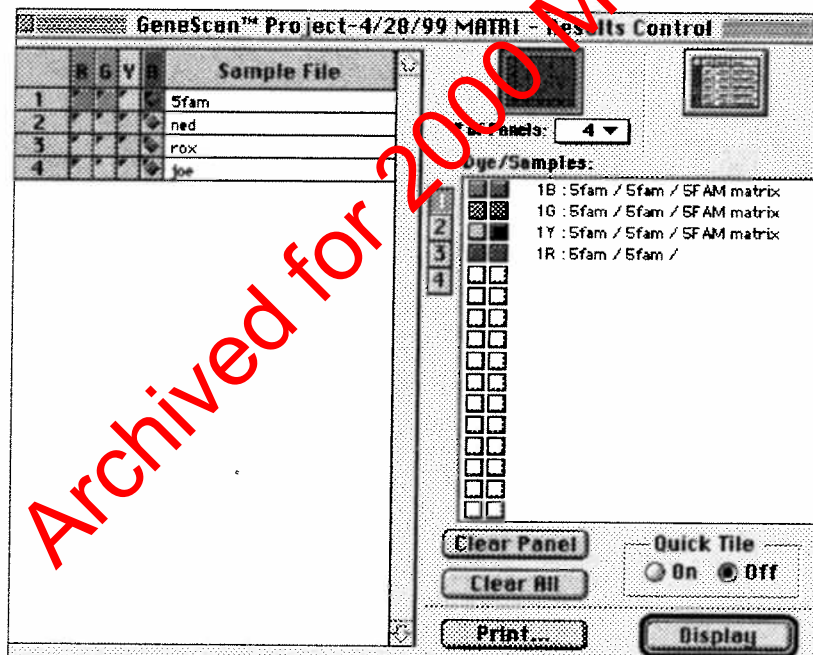 GeneScan™ Project-4/28/99 MATRI - Results Control
R G Y B Sample File
1 5fam
2 ned
3 rox
4 joe
# of Panels: 4
Dye/Samples:
1
2
3
4
1B : 5fam / 5fam / 5FAM matrix
1G : 5fam / 5fam / 5FAM matrix
1Y : 5fam / 5fam / 5FAM matrix
1R : 5fam / 5fam /
Clear Panel
Clear All
Quick Tile
On Off
Print... Display
Archived for 2000 M